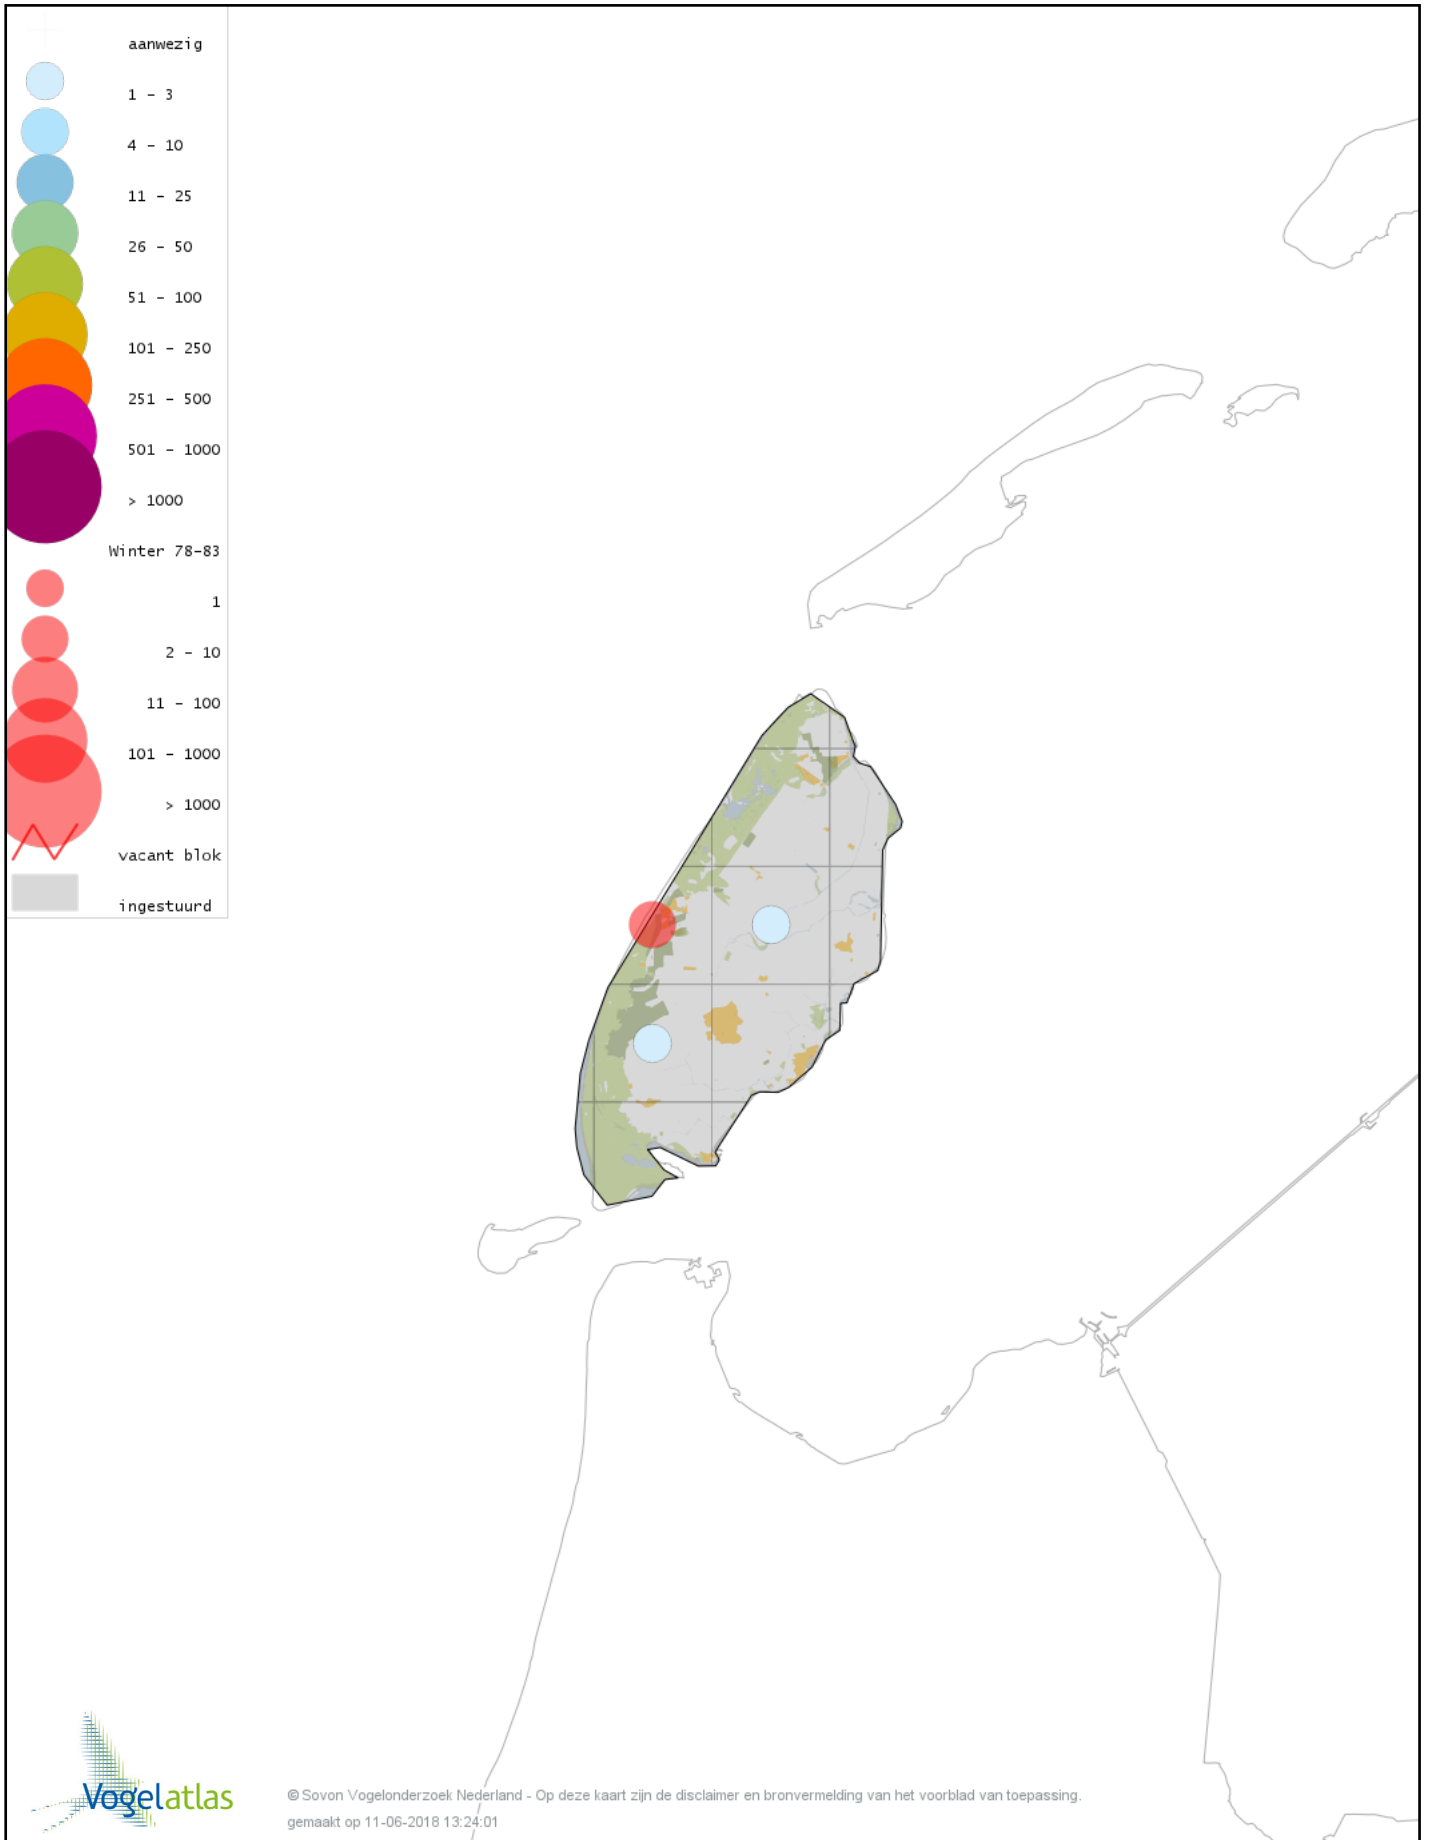 aanwezig
1 - 3
4 - 10
11 - 25
26 - 50
51 - 100
101 - 250
251 - 500
501 - 1000
> 1000
Winter 78-83
1
2 - 10
11 - 100
101 - 1000
> 1000
vacant blok
ingestuurd
Vogelatlas
© Sovon Vogelonderzoek Nederland - Op deze kaart zijn de disclaimer en bronvermelding van het voorblad van toepassing.
gemaakt op 11-06-2018 13:24:01